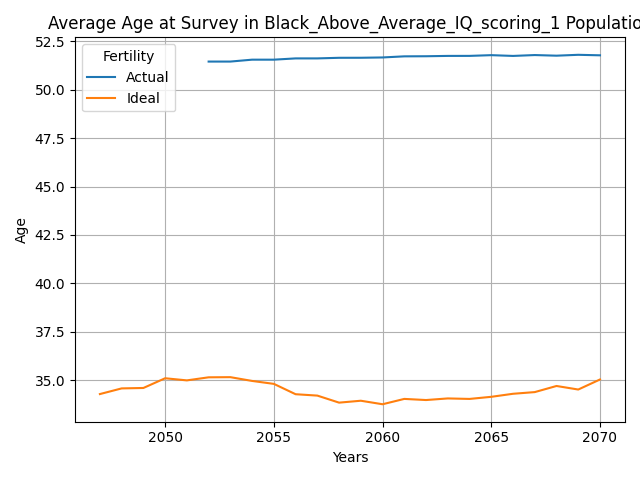 Average Age at Survey in Black_Above_Average_IQ_scoring_1 Populatio
Fertility
Actual
Ideal
52.5
50.0
47.5
45.0
42.5
40.0
37.5
35.0
Age
2050 2055 2060 2065 2070
Years